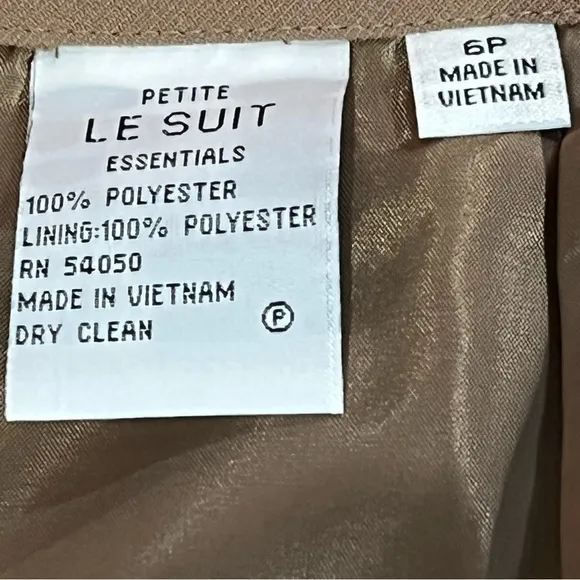 PETITE
LE SUIT
ESSENTIALS
100% POLYESTER
LINING:100% POLYESTER
RN 54050
MADE IN VIETNAM
DRY CLEAN
P
6P
MADE IN
VIETNAM